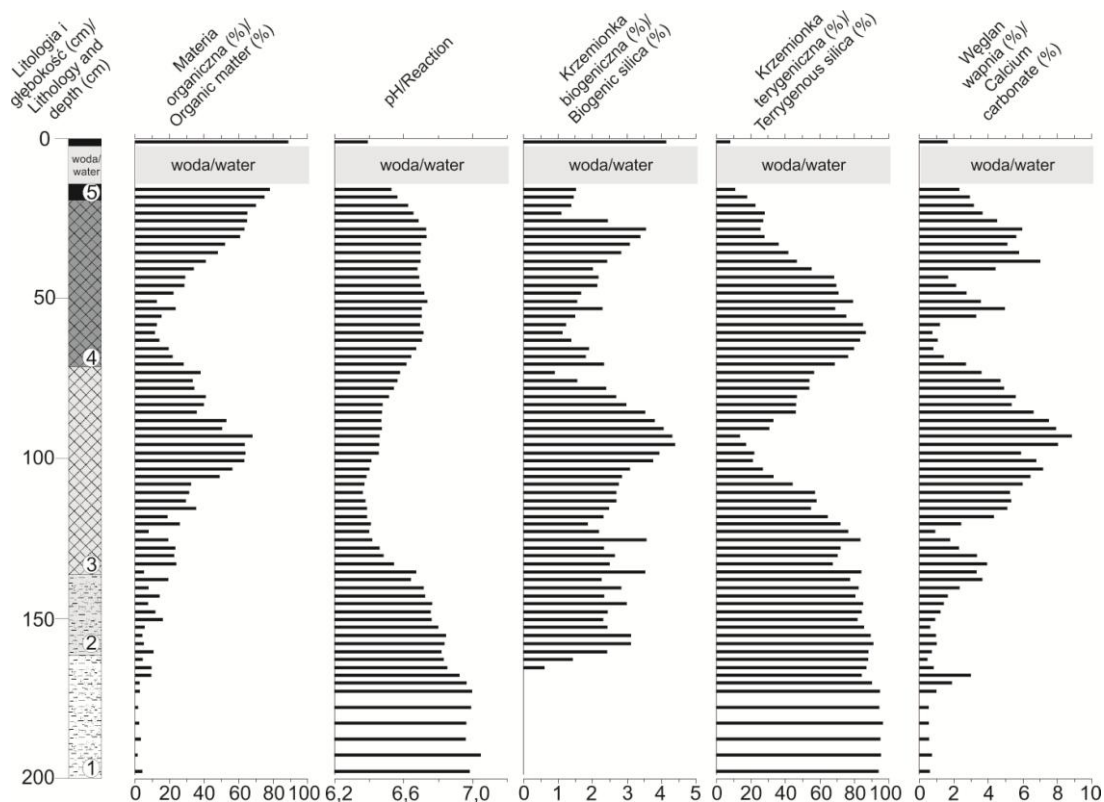 Litologia i
głębokość (cm)/
Lithology and
depth (cm)
Materia
organiczna (%)/
Organic matter (%)
pH/Reaction
Krzemionka
biogeniczna (%)/
Biogenic silica (%)
Krzemionka
terygeniczna (%)/
Terrygenous silica (%)
Węglan
wapnia (%)/
Calcium
carbonate (%)
0
woda/
water
woda/water
woda/water
woda/water
woda/water
woda/water
5
50
4
100
3
150
2
1
200
0 20 40 60 80 100
6,2 6,6 7,0
0 1 2 3 4 5
0 20 40 60 80 100
0 2 4 6 8 10